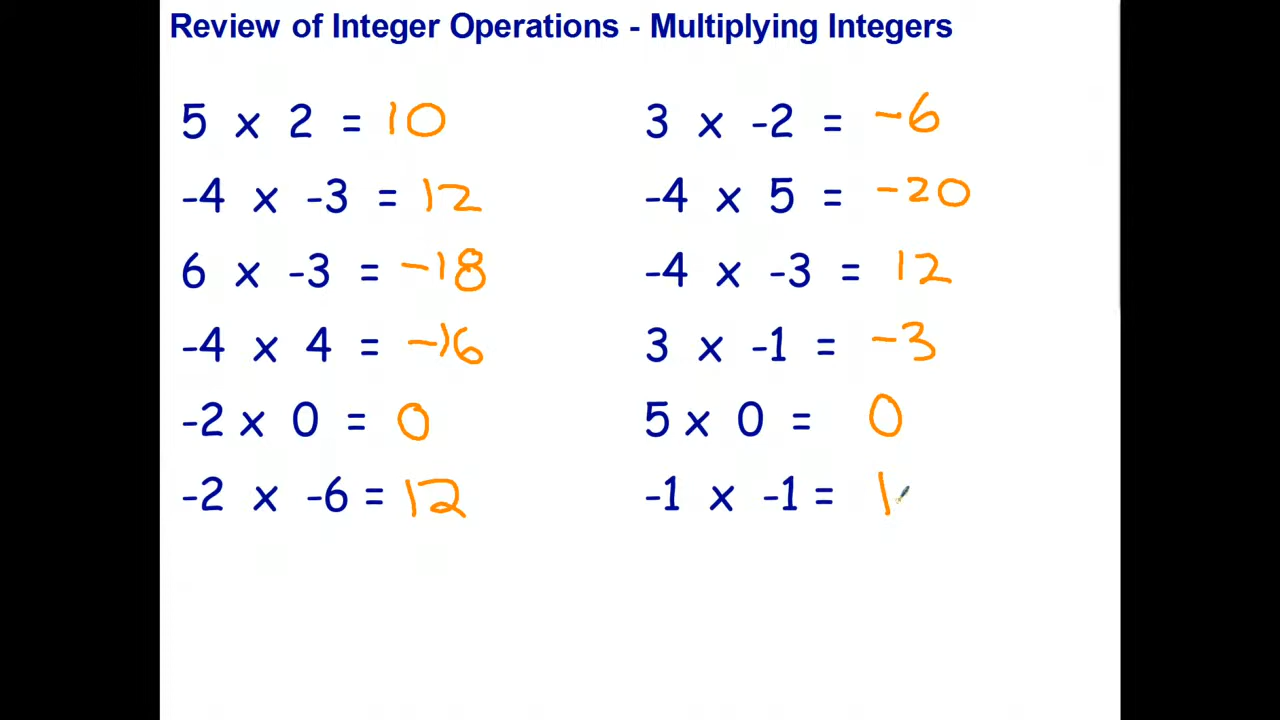 Review of Integer Operations - Multiplying Integers
5 x 2 = 10
-4 x -3 = 12
6 x -3 = -18
-4 x 4 = -16
-2 x 0 = 0
-2 x -6 = 12
3 x -2 = -6
-4 x 5 = -20
-4 x -3 = 12
3 x -1 = -3
5 x 0 = 0
-1 x -1 = 1